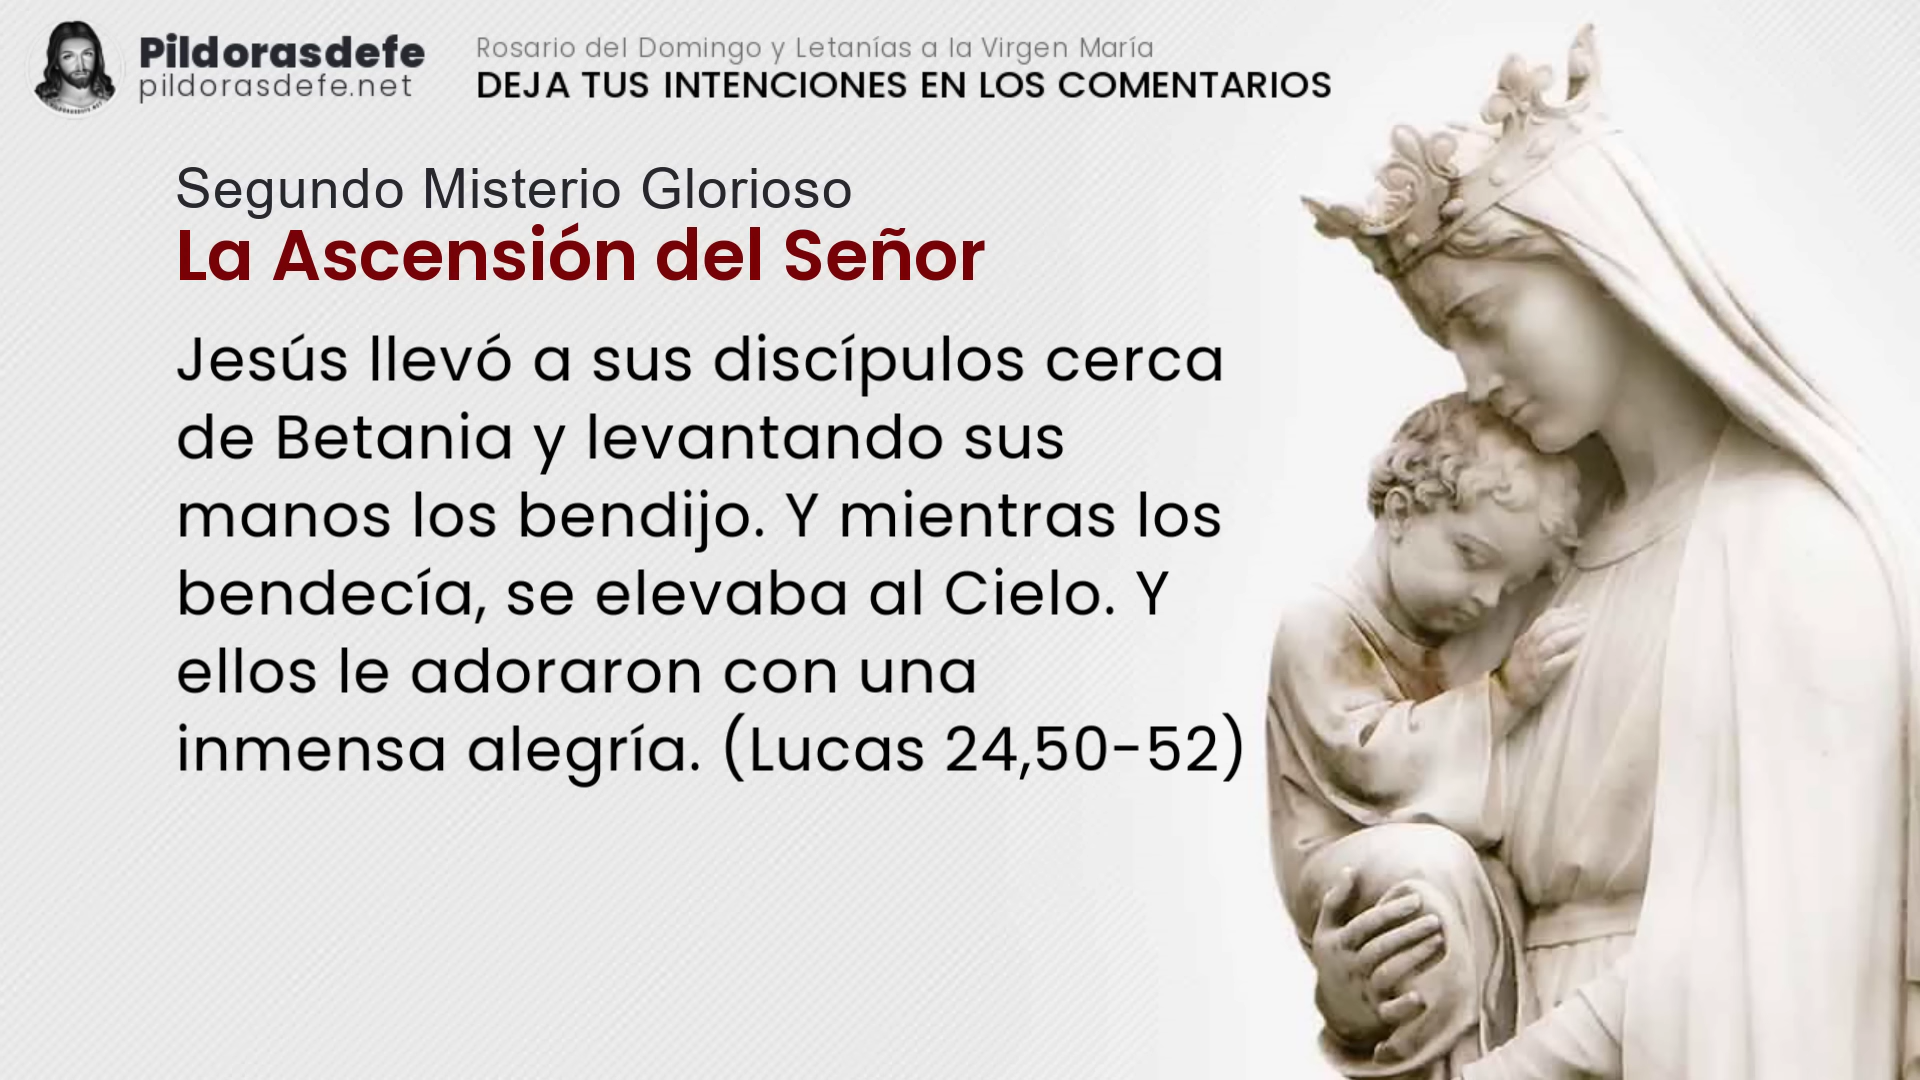 Pildorasdefe
pildorasdefe.net
Rosario del Domingo y Letanías a la Virgen María
DEJA TUS INTENCIONES EN LOS COMENTARIOS
Segundo Misterio Glorioso
La Ascensión del Señor
Jesús llevó a sus discípulos cerca
de Betania y levantando sus
manos los bendijo. Y mientras los
bendecía, se elevaba al Cielo. Y
ellos le adoraron con una
inmensa alegría. (Lucas 24,50-52)